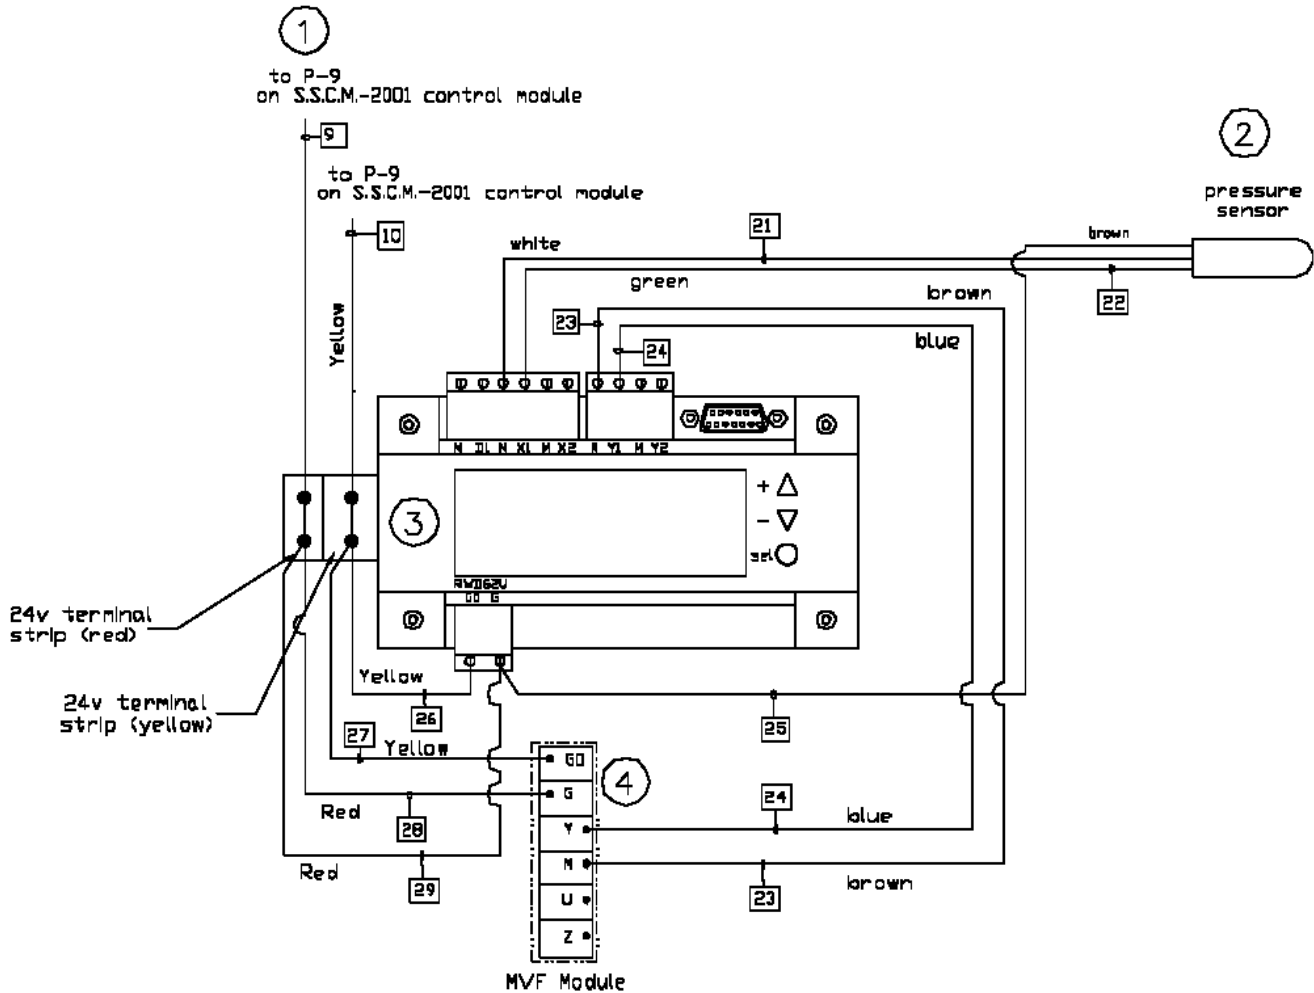 1
to P-9
on S.S.C.M.-2001 control module
9
2
to P-9
on S.S.C.M.-2001 control module
pressure
sensor
10
21
brown
white
green
22
brown
23
24
blue
Yellow
M D1 M X1 M X2 M Y1 M Y2
3
+
-
sel
RWD62U
G0 G
24v terminal
strip (red)
24v terminal
strip (yellow)
Yellow
26
25
27
Yellow
G0
4
G
Red
28
24
blue
Y
Red
29
M
brown
23
U
Z
MVF Module